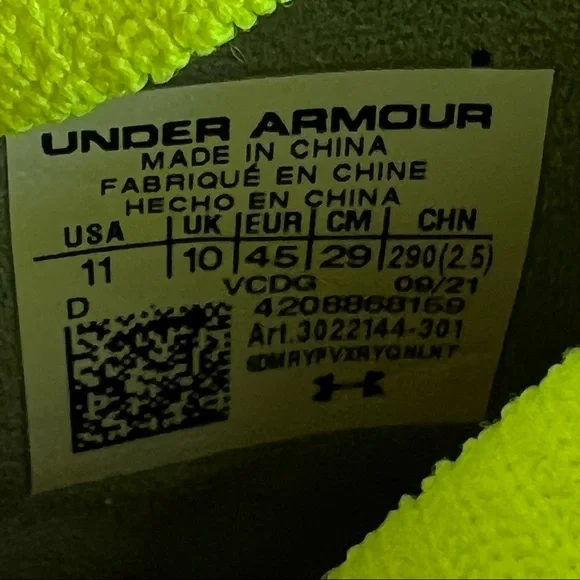 UNDER ARMOUR
MADE IN CHINA
FABRIQUÉ EN CHINE
HECHO EN CHINA
USA UK EUR CM CHN
11 10 45 29 290(2.5)
VCDG 09/21
D 4208868159
Art.3022144-301